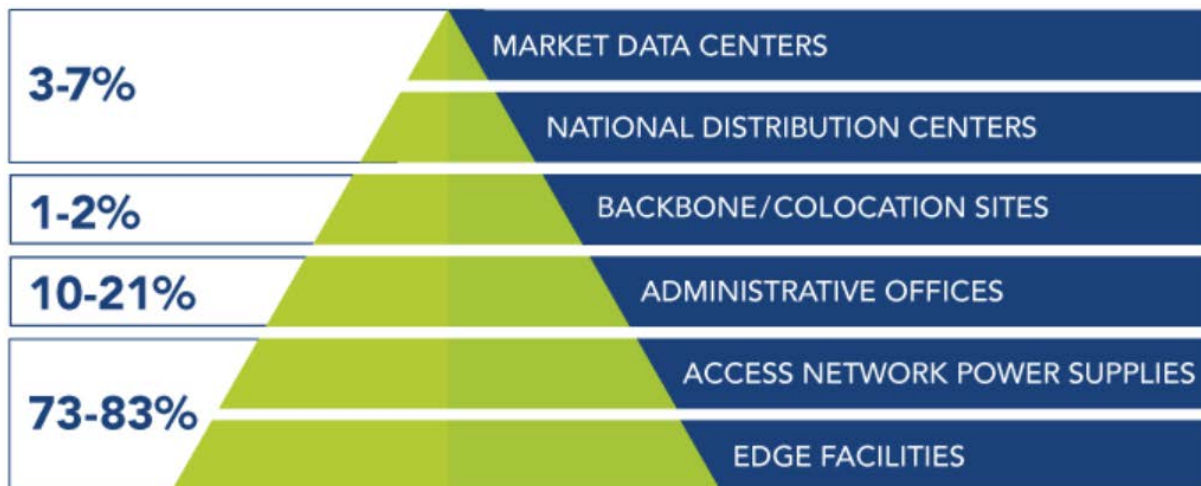 3-7%
MARKET DATA CENTERS
NATIONAL DISTRIBUTION CENTERS
1-2%
BACKBONE/COLOCATION SITES
10-21%
ADMINISTRATIVE OFFICES
73-83%
ACCESS NETWORK POWER SUPPLIES
EDGE FACILITIES